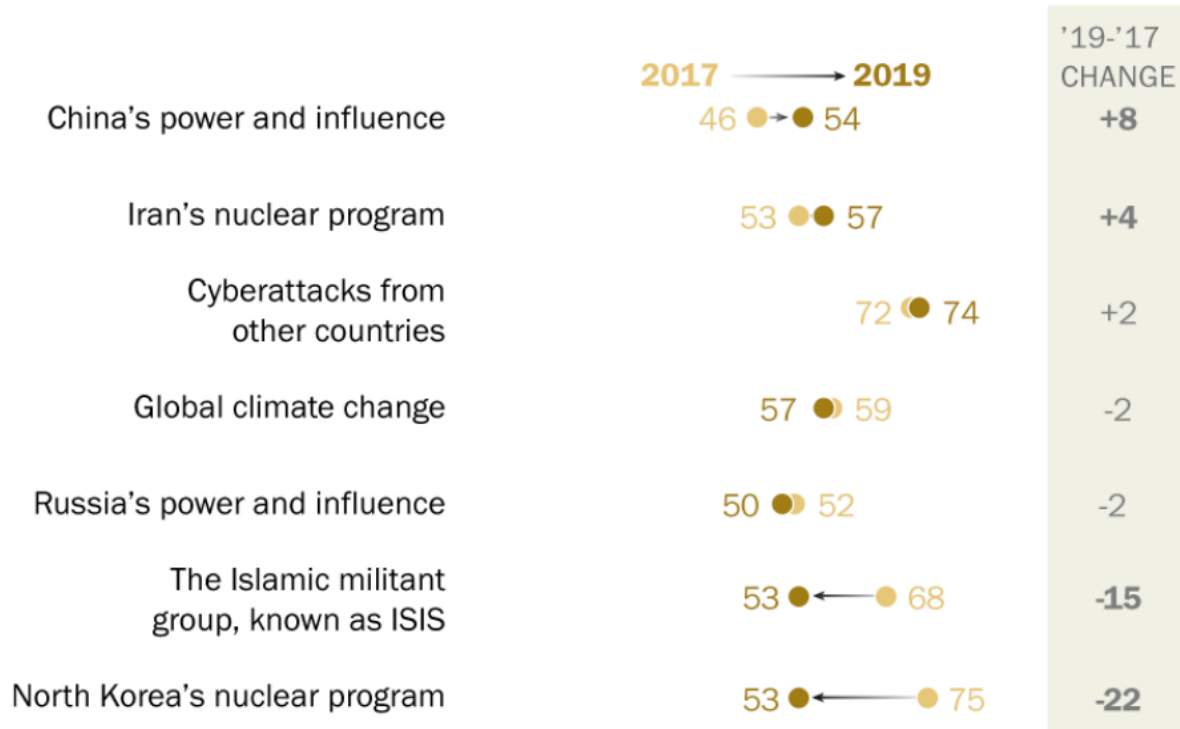 ’19-’17
CHANGE
2017 2019
China’s power and influence 46 54 +8
Iran’s nuclear program 53 57 +4
Cyberattacks from
other countries 72 74 +2
Global climate change 57 59 -2
Russia’s power and influence 50 52 -2
The Islamic militant
group, known as ISIS 53 68 -15
North Korea’s nuclear program 53 75 -22